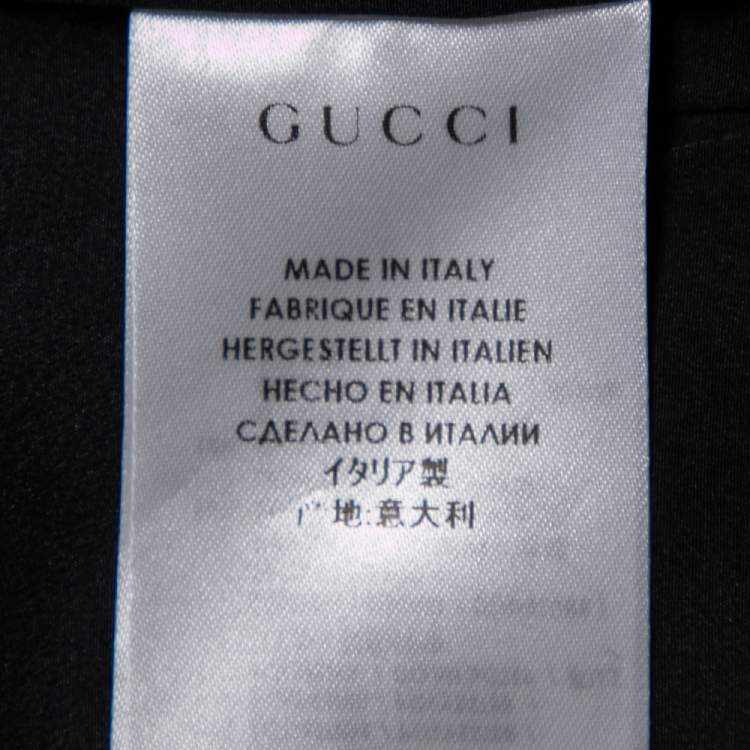 GUCCI
MADE IN ITALY
FABRIQUE EN ITALIE
HERGESTELLT IN ITALIEN
HECHO EN ITALIA
СДЕЛАНО В ИТАЛИИ
イタリア製
产地:意大利